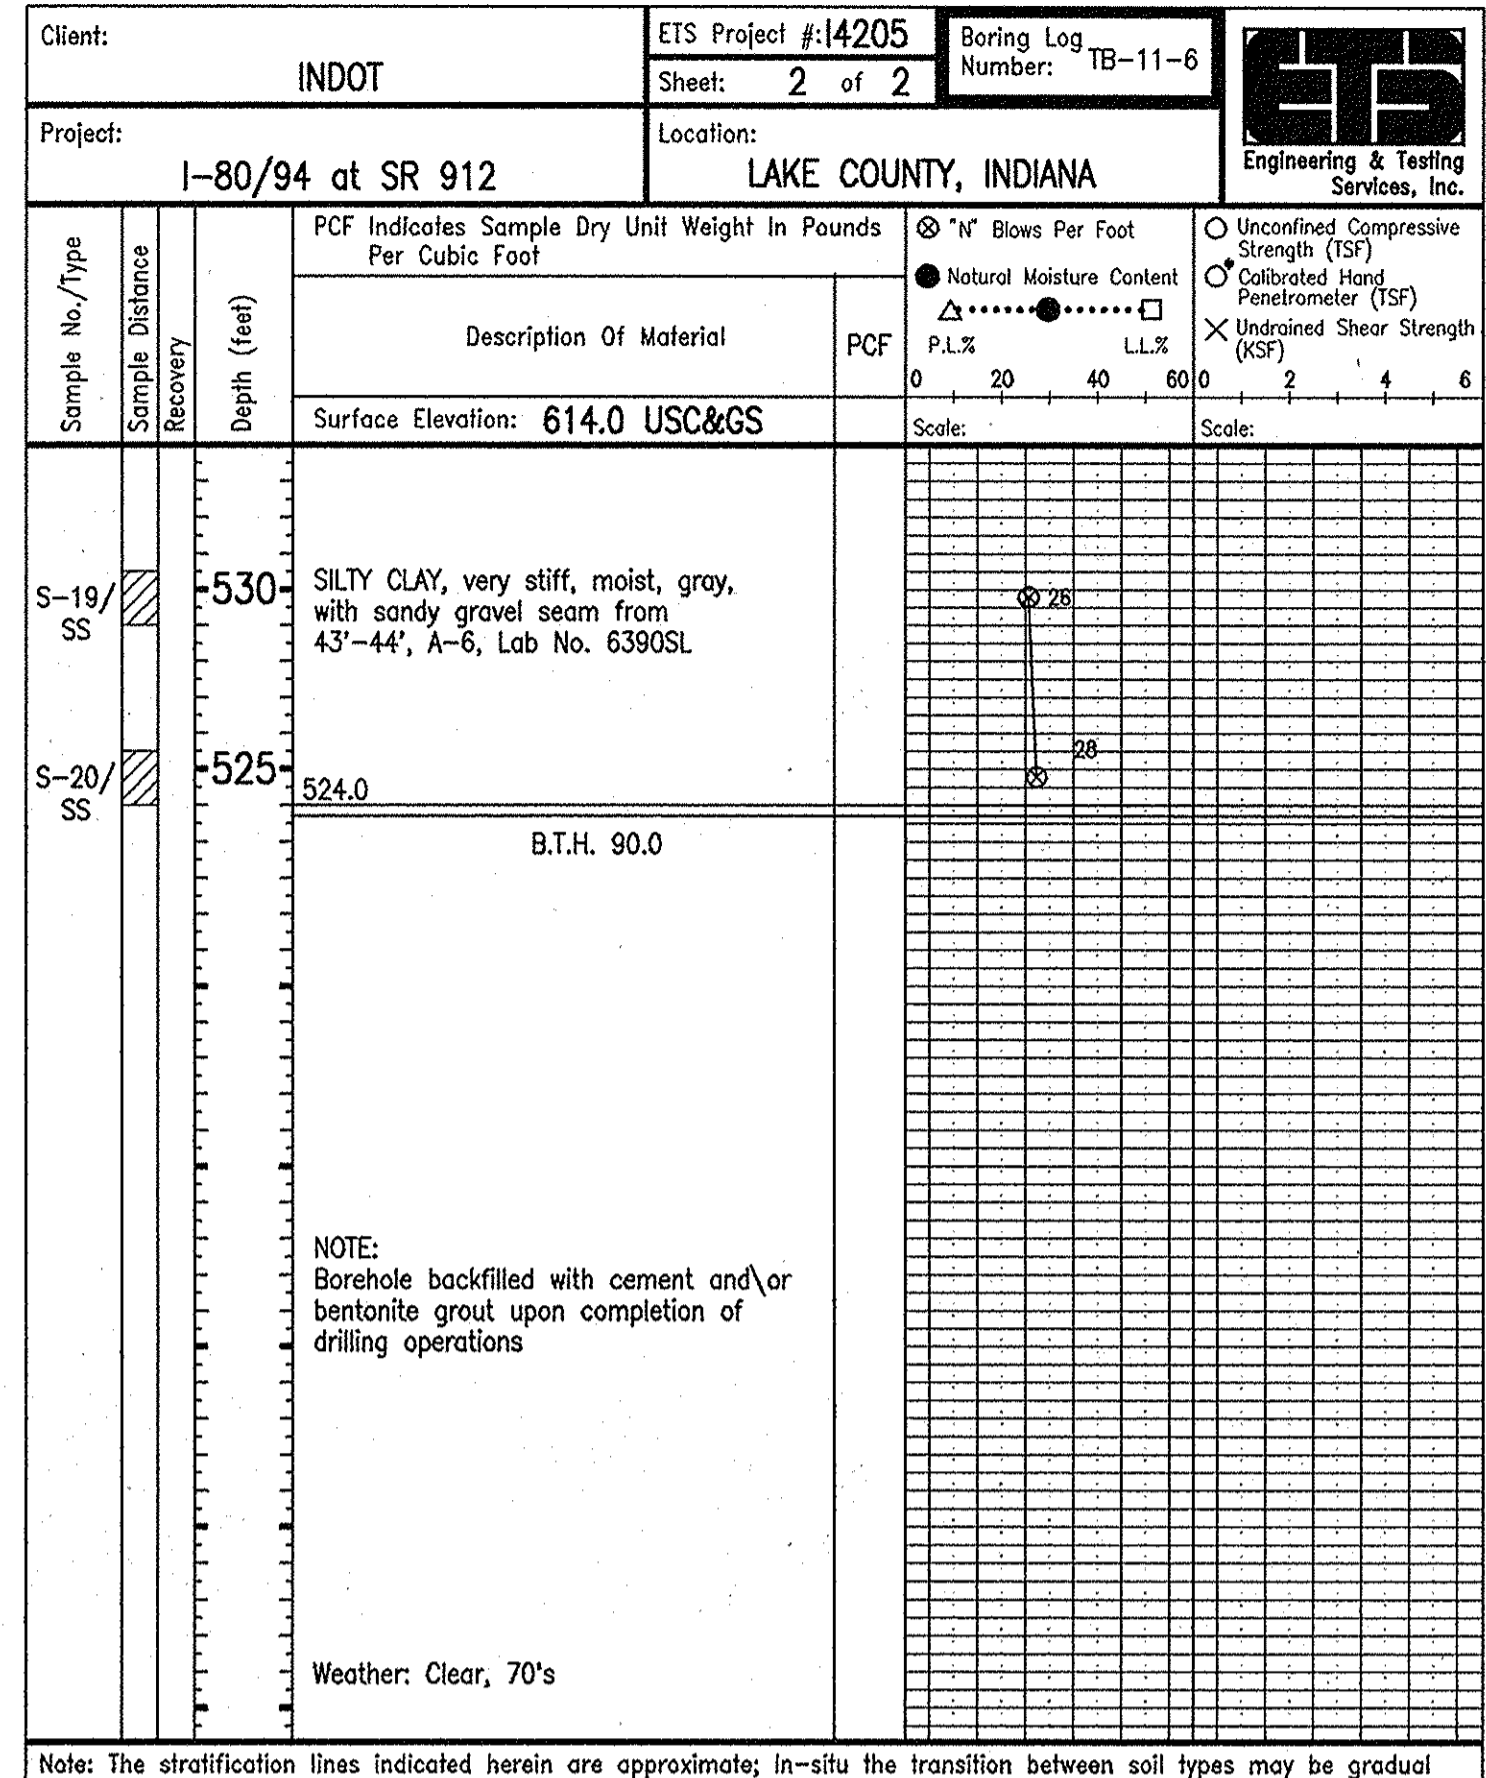 Client:
INDOT
ETS Project #:14205
Sheet: 2 of 2
Boring Log
Number: TB-11-6
ETS
Engineering & Testing
Services, Inc.
Project:
I-80/94 at SR 912
Location:
LAKE COUNTY, INDIANA
Sample No./Type
Sample Distance
Recovery
Depth (feet)
PCF Indicates Sample Dry Unit Weight In Pounds
Per Cubic Foot
Description Of Material
PCF
Surface Elevation: 614.0 USC&GS
"N" Blows Per Foot
Natural Moisture Content
P.L.% L.L.%
0 20 40 60
Scale:
Unconfined Compressive
Strength (TSF)
Calibrated Hand
Penetrometer (TSF)
Undrained Shear Strength
(KSF)
0 2 4 6
Scale:
S-19/
SS
530
SILTY CLAY, very stiff, moist, gray,
with sandy gravel seam from
43'-44', A-6, Lab No. 6390SL
26
S-20/
SS
525
28
524.0
B.T.H. 90.0
NOTE:
Borehole backfilled with cement and\or
bentonite grout upon completion of
drilling operations
Weather: Clear, 70's
Note: The stratification lines indicated herein are approximate; In-situ the transition between soil types may be gradual